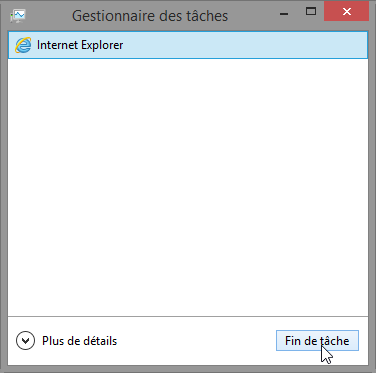 Gestionnaire des tâches
Internet Explorer
Plus de détails
Fin de tâche